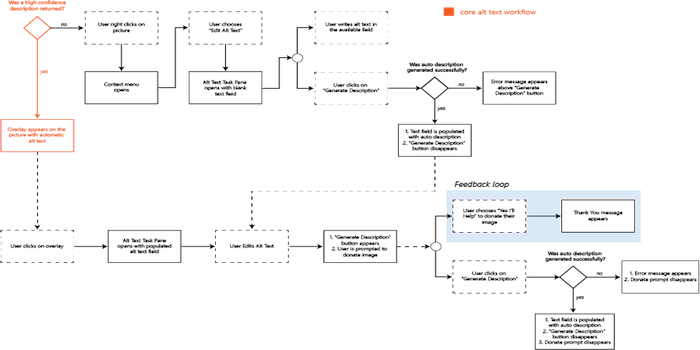 Was a high confidence
description returned?
no
yes
User right clicks on
picture
Context menu
opens
User chooses
"Edit Alt Text"
Alt Text Task Pane
opens with blank
text field
User writes alt text in
the available field
User clicks on
"Generate Description"
core alt text workflow
Was auto description
generated successfully?
no
yes
Error message appears
above "Generate
Description" button
1. Text field is populated
with auto description
2. "Generate Description"
button disappears
Overlay appears on the
picture with automatic
alt text
User clicks on overlay
Alt Text Task Pane
opens with populated
alt text field
User Edits Alt Text
1. "Generate Description"
button appears
2. User is prompted to
donate image
Feedback loop
User chooses "Yes I'll
Help" to donate their
image
Thank You message
appears
User clicks on
"Generate Description"
Was auto description
generated successfully?
no
yes
1. Error message appears
2. Donate prompt disappears
1. Text field is populated
with auto description
2. "Generate Description"
button disappears
3. Donate prompt disappears